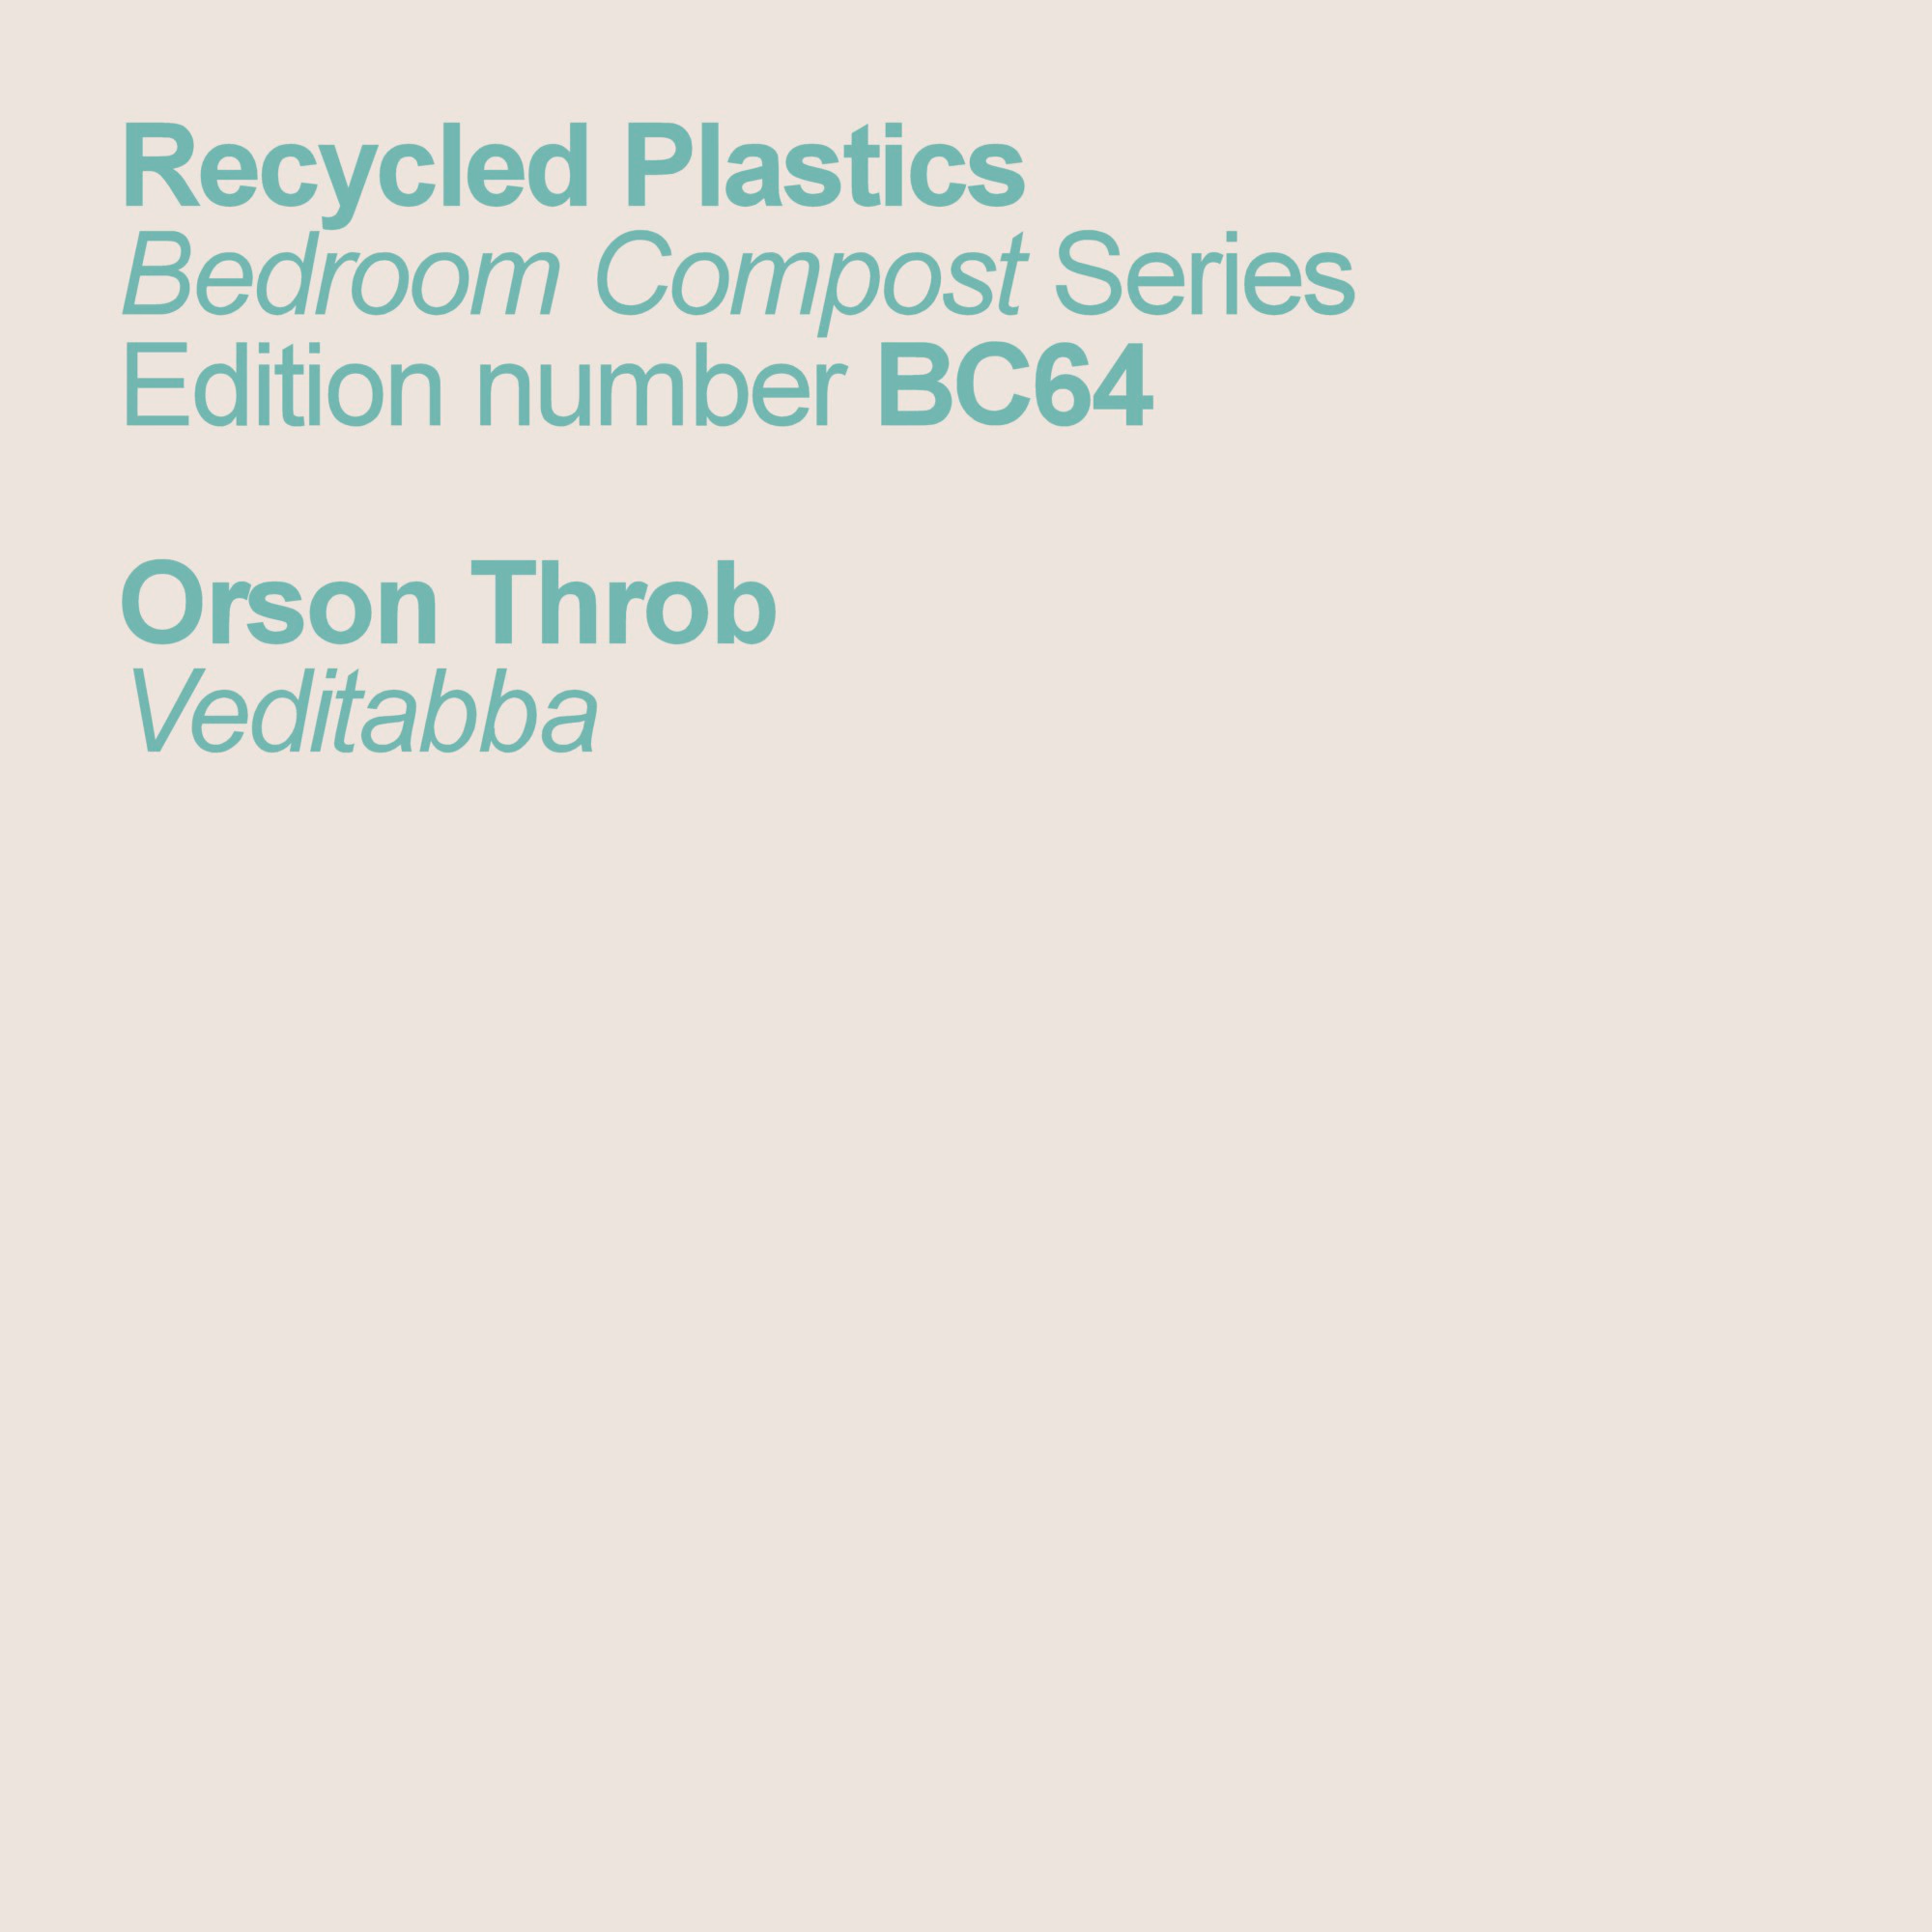 Recycled Plastics
Bedroom Compost Series
Edition number BC64
Orson Throb
Veditabba